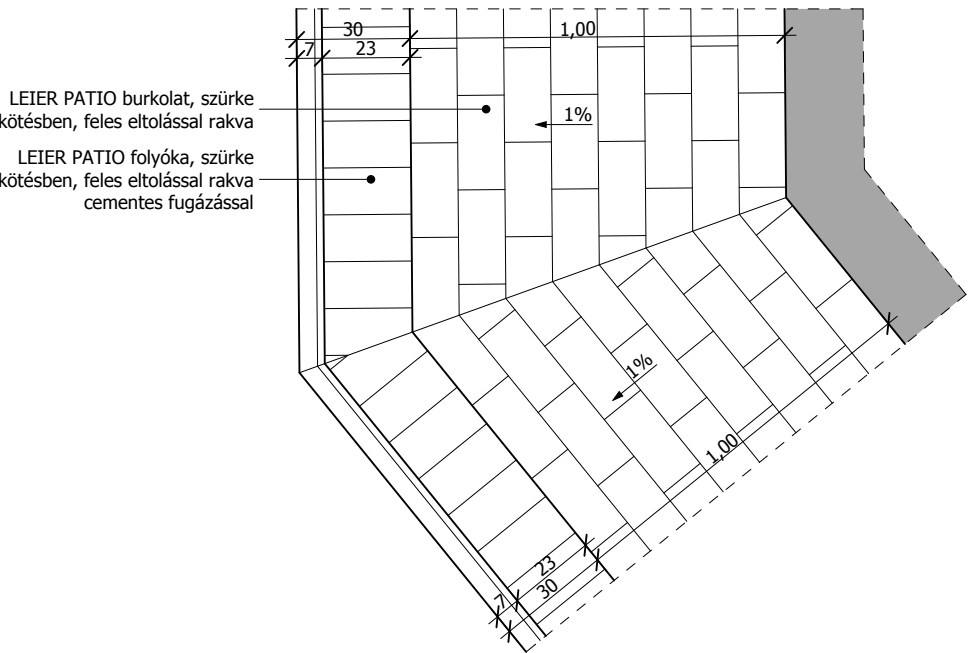 30
1,00
7
23
LEIER PATIO burkolat, szürke
kötésben, feles eltolással rakva
1%
LEIER PATIO folyóka, szürke
kötésben, feles eltolással rakva
cementes fugázással
1%
1,00
23
7
30